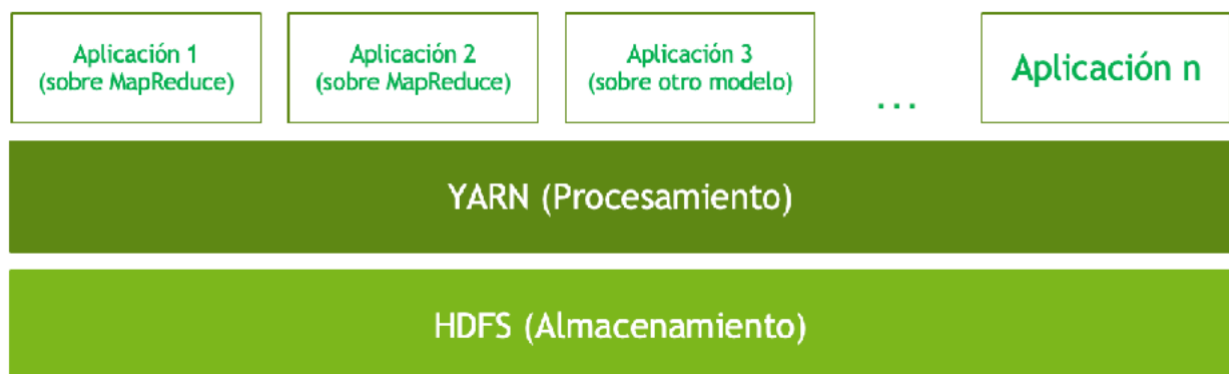 Aplicación 1
(sobre MapReduce)
Aplicación 2
(sobre MapReduce)
Aplicación 3
(sobre otro modelo)
...
Aplicación n
YARN (Procesamiento)
HDFS (Almacenamiento)